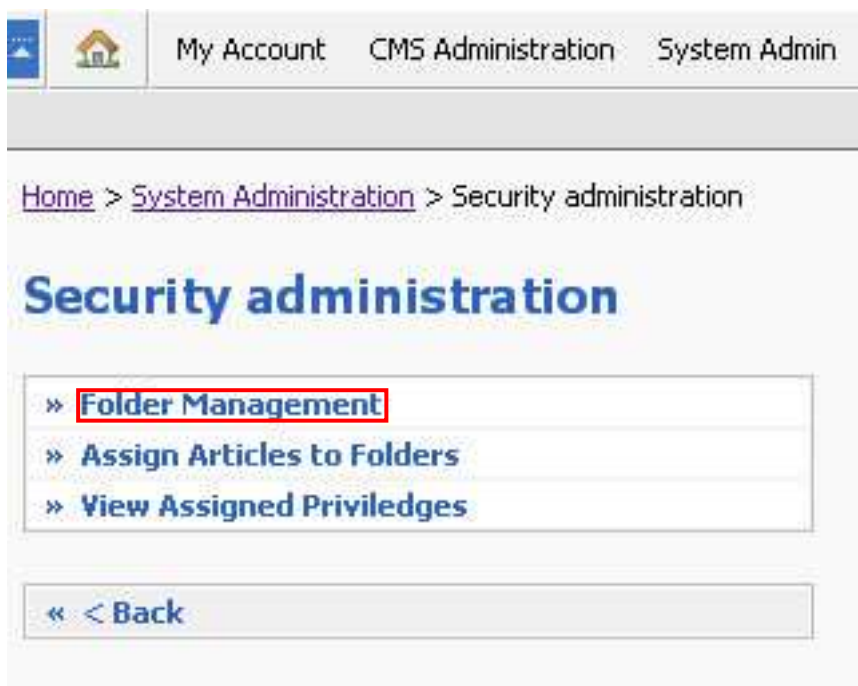 My Account CMS Administration System Admin
Home > System Administration > Security administration
Security administration
» Folder Management
» Assign Articles to Folders
» View Assigned Priviledges
« < Back